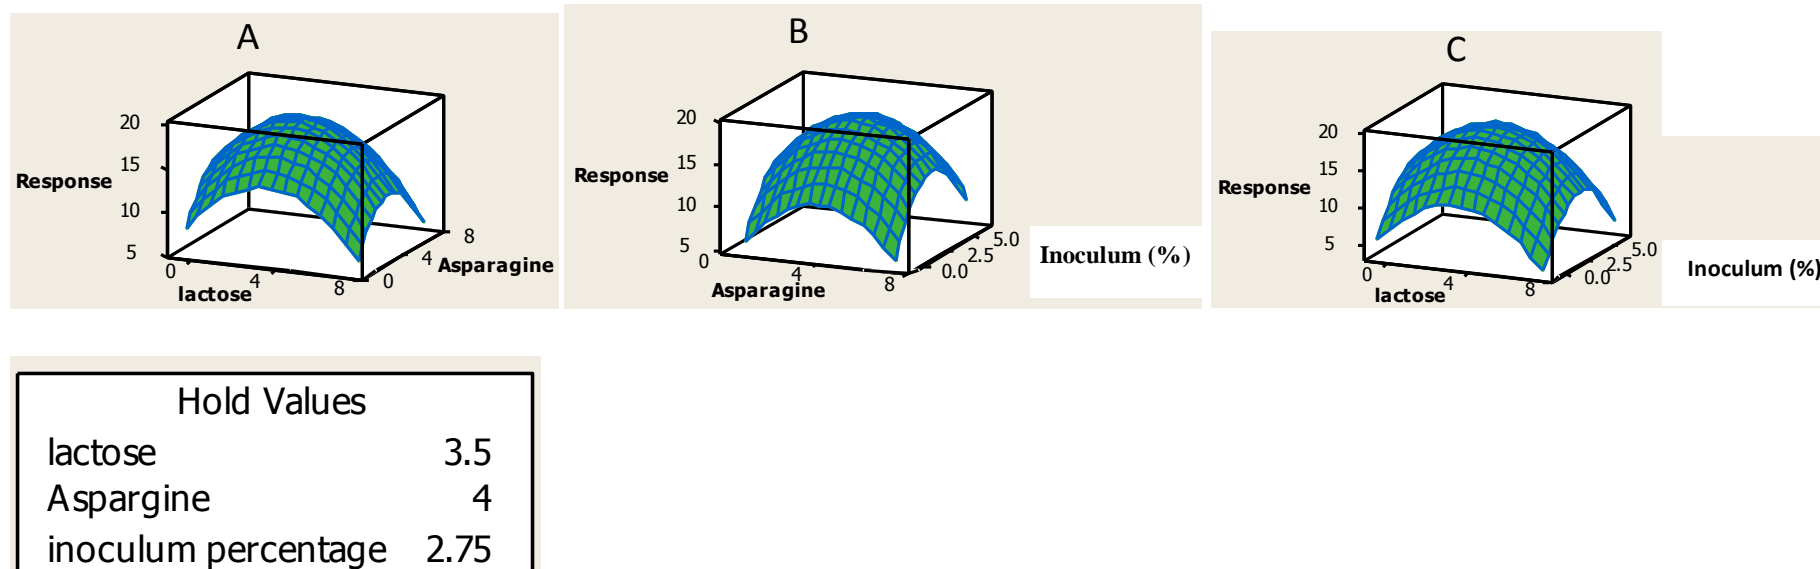 A
20
15
10
5
Response
0
4
8
lactose
0
4
8
Asparagine
B
20
15
10
5
Response
0
4
8
Asparagine
0.0
2.5
5.0
Inoculum (%)
C
20
15
10
5
Response
0
4
8
lactose
0.0
2.5
5.0
Inoculum (%)
Hold Values
lactose 3.5
Aspargine 4
inoculum percentage 2.75